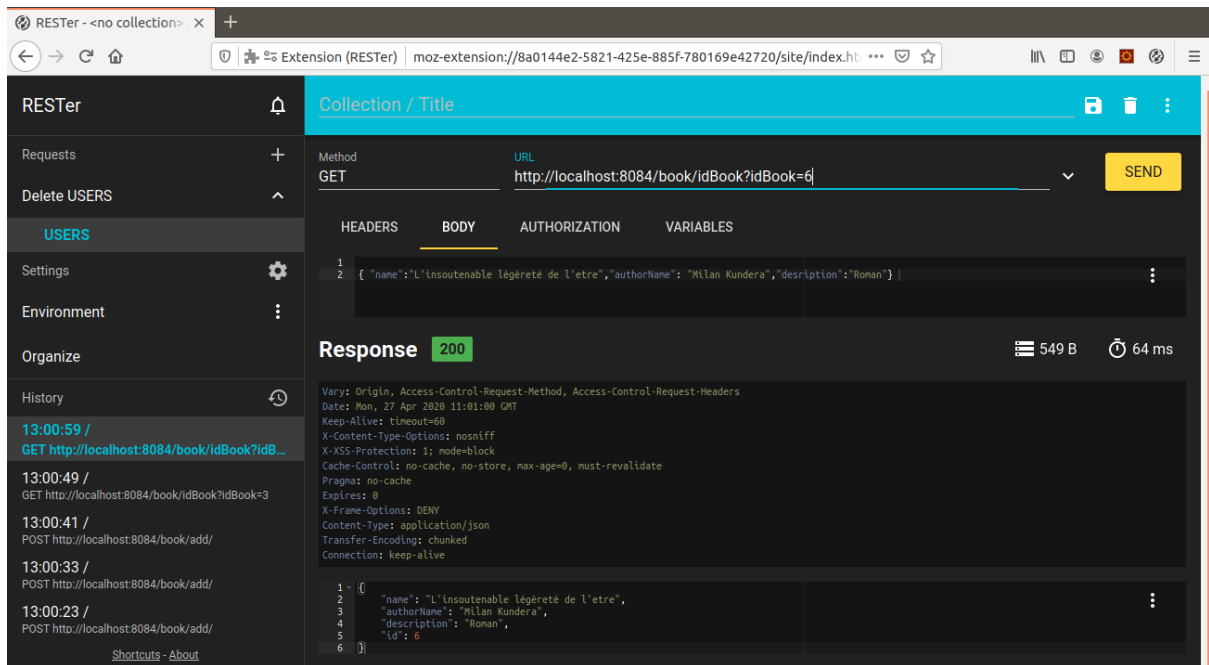 RESTer - <no collection>
Extension (RESTer) moz-extension://8a0144e2-5821-425e-885f-780169e42720/site/index.ht
RESTer
Collection / Title
Requests
Delete USERS
USERS
Settings
Environment
Organize
History
13:00:59 /
GET http://localhost:8084/book/idBook?idB...
13:00:49 /
GET http://localhost:8084/book/idBook?idBook=3
13:00:41 /
POST http://localhost:8084/book/add/
13:00:33 /
POST http://localhost:8084/book/add/
13:00:23 /
POST http://localhost:8084/book/add/
Shortcuts - About
Method URL
GET http://localhost:8084/book/idBook?idBook=6 SEND
HEADERS BODY AUTHORIZATION VARIABLES
1
2 { "name":"L'insoutenable légèreté de l'etre","authorName": "Milan Kundera","desription":"Roman"}
Response 200 549 B 64 ms
Vary: Origin, Access-Control-Request-Method, Access-Control-Request-Headers
Date: Mon, 27 Apr 2020 11:01:00 GMT
Keep-Alive: timeout=60
X-Content-Type-Options: nosniff
X-XSS-Protection: 1; mode=block
Cache-Control: no-cache, no-store, max-age=0, must-revalidate
Pragma: no-cache
Expires: 0
X-Frame-Options: DENY
Content-Type: application/json
Transfer-Encoding: chunked
Connection: keep-alive
1 {
2 "name": "L'insoutenable légèreté de l'etre",
3 "authorName": "Milan Kundera",
4 "description": "Roman",
5 "id": 6
6 }